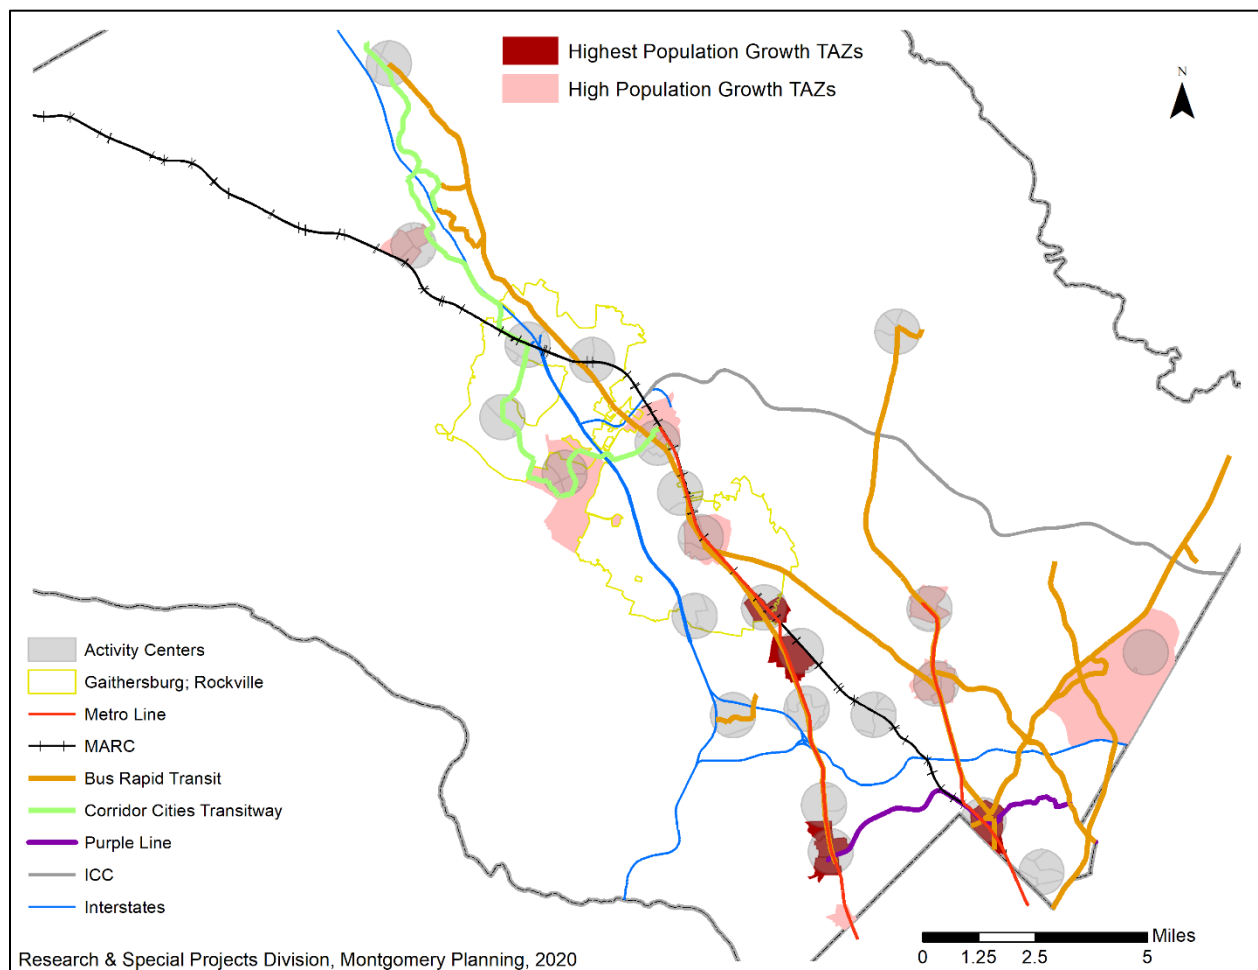 Highest Population Growth TAZs
High Population Growth TAZs
N
Activity Centers
Gaithersburg; Rockville
Metro Line
MARC
Bus Rapid Transit
Corridor Cities Transitway
Purple Line
ICC
Interstates
Miles
0 1.25 2.5 5
Research & Special Projects Division, Montgomery Planning, 2020